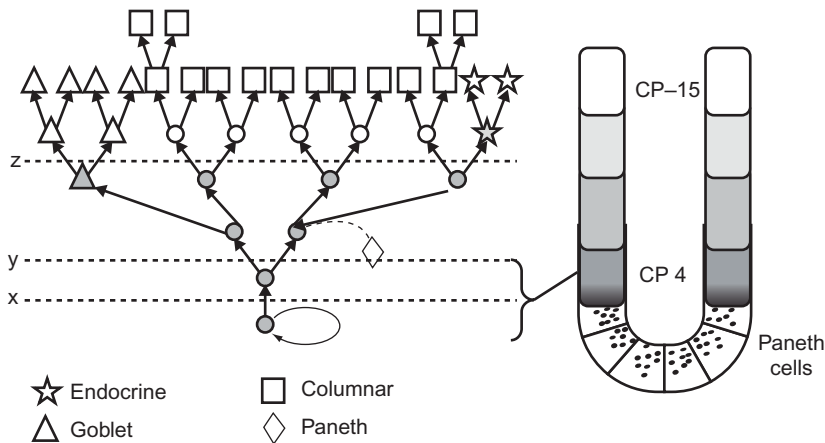 CP–15
z
y
x
CP 4
Paneth
cells
Endocrine
Columnar
Goblet
Paneth